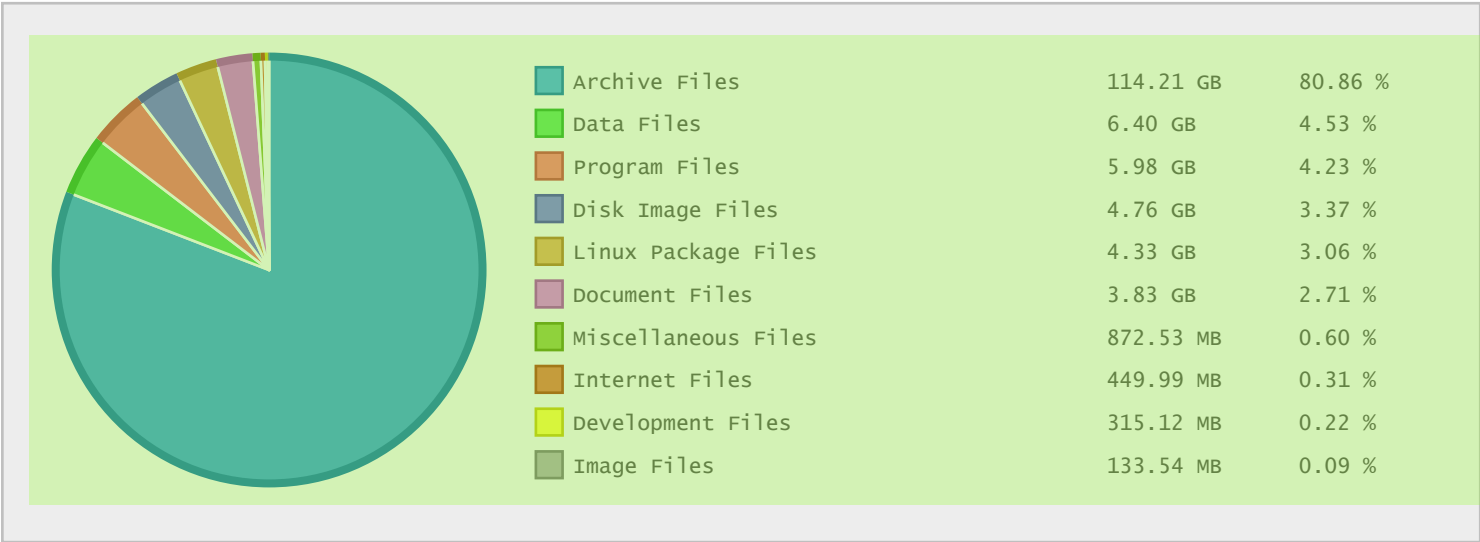 Archive Files 114.21 GB 80.86 %
Data Files 6.40 GB 4.53 %
Program Files 5.98 GB 4.23 %
Disk Image Files 4.76 GB 3.37 %
Linux Package Files 4.33 GB 3.06 %
Document Files 3.83 GB 2.71 %
Miscellaneous Files 872.53 MB 0.60 %
Internet Files 449.99 MB 0.31 %
Development Files 315.12 MB 0.22 %
Image Files 133.54 MB 0.09 %